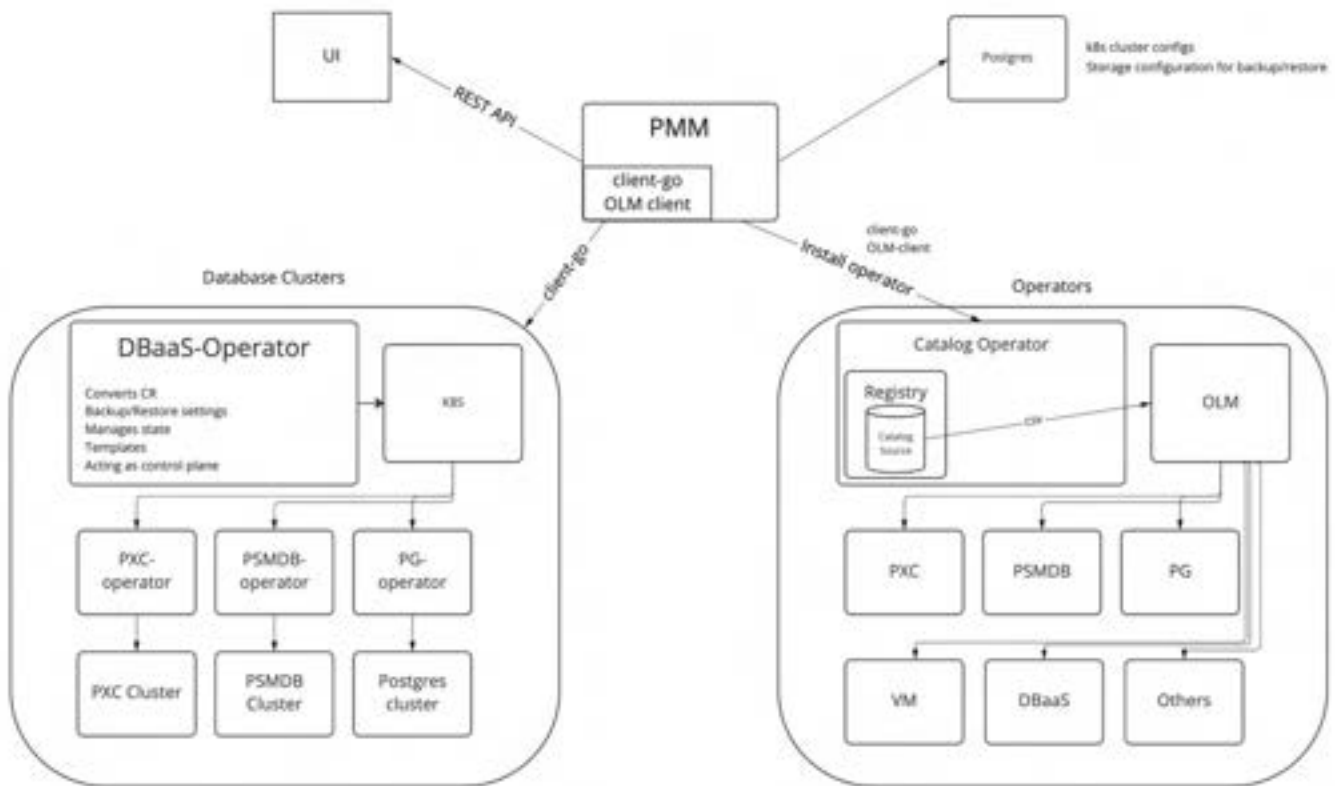 UI
REST API
PMM
client-go
OLM client
Postgres
k8s cluster configs
Storage configuration for backup/restore
client-go
client-go
OLM-client
Install operator
Database Clusters
DBaaS-Operator
Converts CR
Backup/Restore settings
Manages state
Templates
Acting as control plane
K8S
PXC-
operator
PSMDB-
operator
PG-
operator
PXC Cluster
PSMDB
Cluster
Postgres
cluster
Operators
Catalog Operator
Registry
Catalog
Source
OLM
PXC
PSMDB
PG
VM
DBaaS
Others